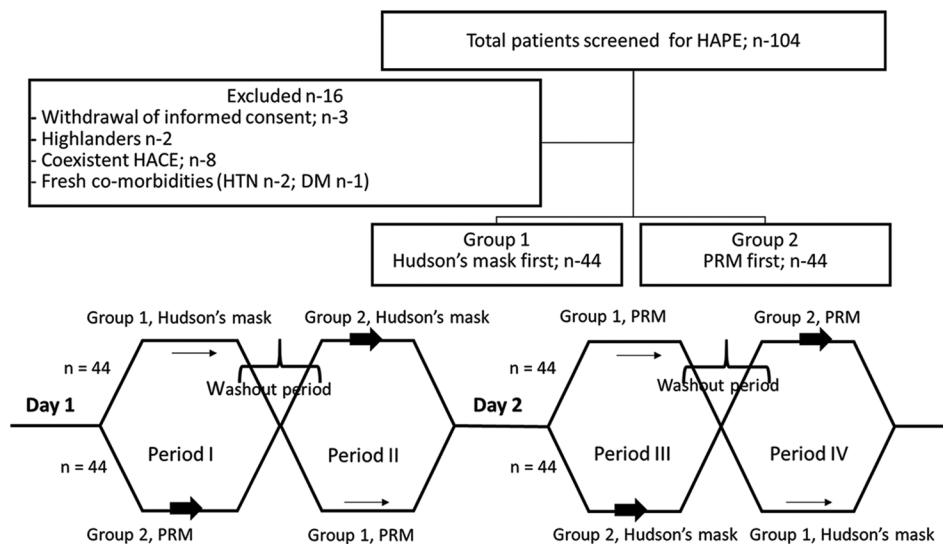 Total patients screened for HAPE; n-104
Excluded n-16
- Withdrawal of informed consent; n-3
- Highlanders n-2
- Coexistent HACE; n-8
- Fresh co-morbidities (HTN n-2; DM n-1)
Group 1
Hudson's mask first; n-44
Group 2
PRM first; n-44
Group 1, Hudson's mask
Group 2, Hudson's mask
Group 1, PRM
Group 2, PRM
n = 44
Washout period
n = 44
Washout period
Day 1
Day 2
Period I
Period II
Period III
Period IV
n = 44
n = 44
Group 2, PRM
Group 1, PRM
Group 2, Hudson's mask
Group 1, Hudson's mask